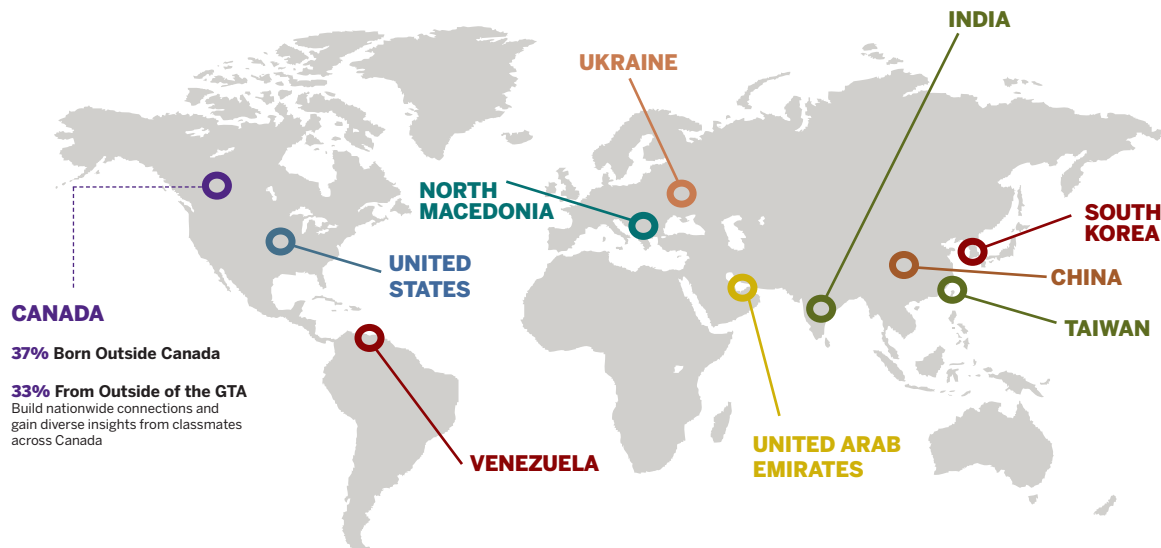 INDIA
UKRAINE
NORTH
MACEDONIA
SOUTH
KOREA
UNITED
STATES
CHINA
CANADA
TAIWAN
37% Born Outside Canada
33% From Outside of the GTA
Build nationwide connections and
gain diverse insights from classmates
across Canada
VENEZUELA
UNITED ARAB
EMIRATES